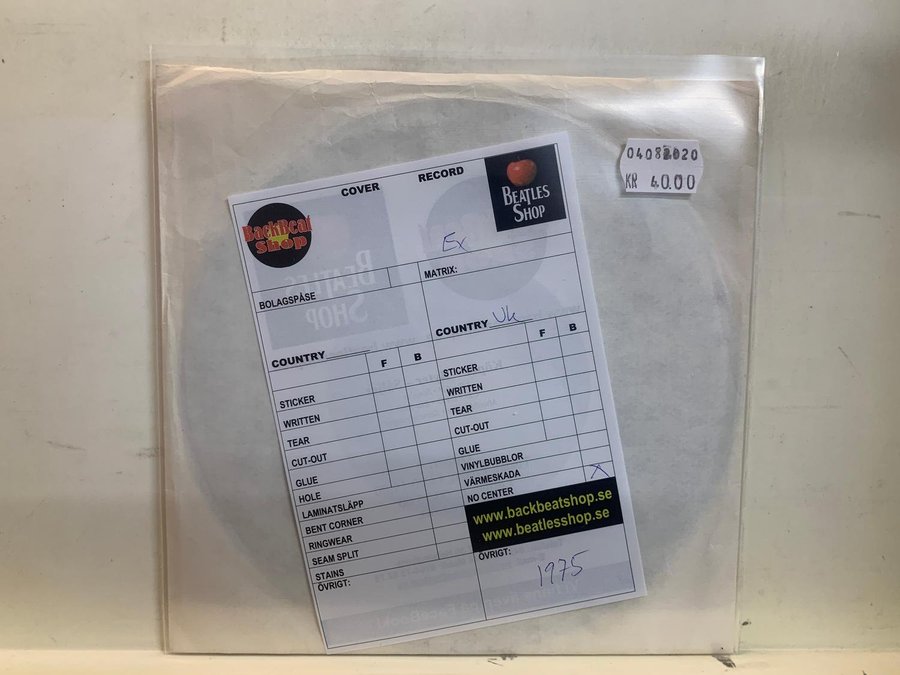 04082020
KR 40.00
COVER
RECORD
BackBeat
Shop
BEATLES
SHOP
Ex
BOLAGSPÅSE
MATRIX:
COUNTRY
F B
STICKER
WRITTEN
TEAR
CUT-OUT
GLUE
HOLE
LAMINATSLÄPP
BENT CORNER
RINGWEAR
SEAM SPLIT
STAINS
ÖVRIGT:
COUNTRY Uk
F B
STICKER
WRITTEN
TEAR
CUT-OUT
GLUE
VINYLBUBBLOR
VÄRMESKADA
NO CENTER X
www.backbeatshop.se
www.beatlesshop.se
ÖVRIGT:
1975